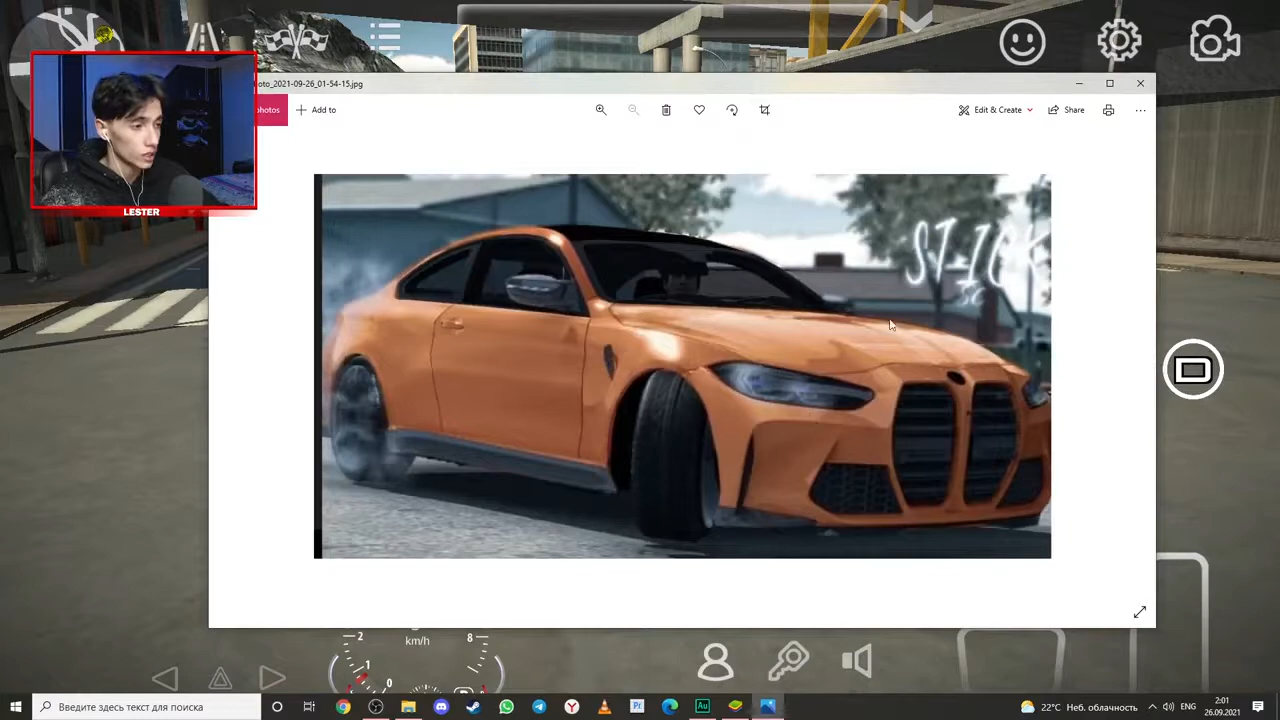 oto_2021-09-26_01-54-15.jpg
photos
Add to
Edit & Create
Share
LESTER
km/h
2
8
1
0
Введите здесь текст для поиска
22°C Неб. облачность
ENG
2:01
26.09.2021